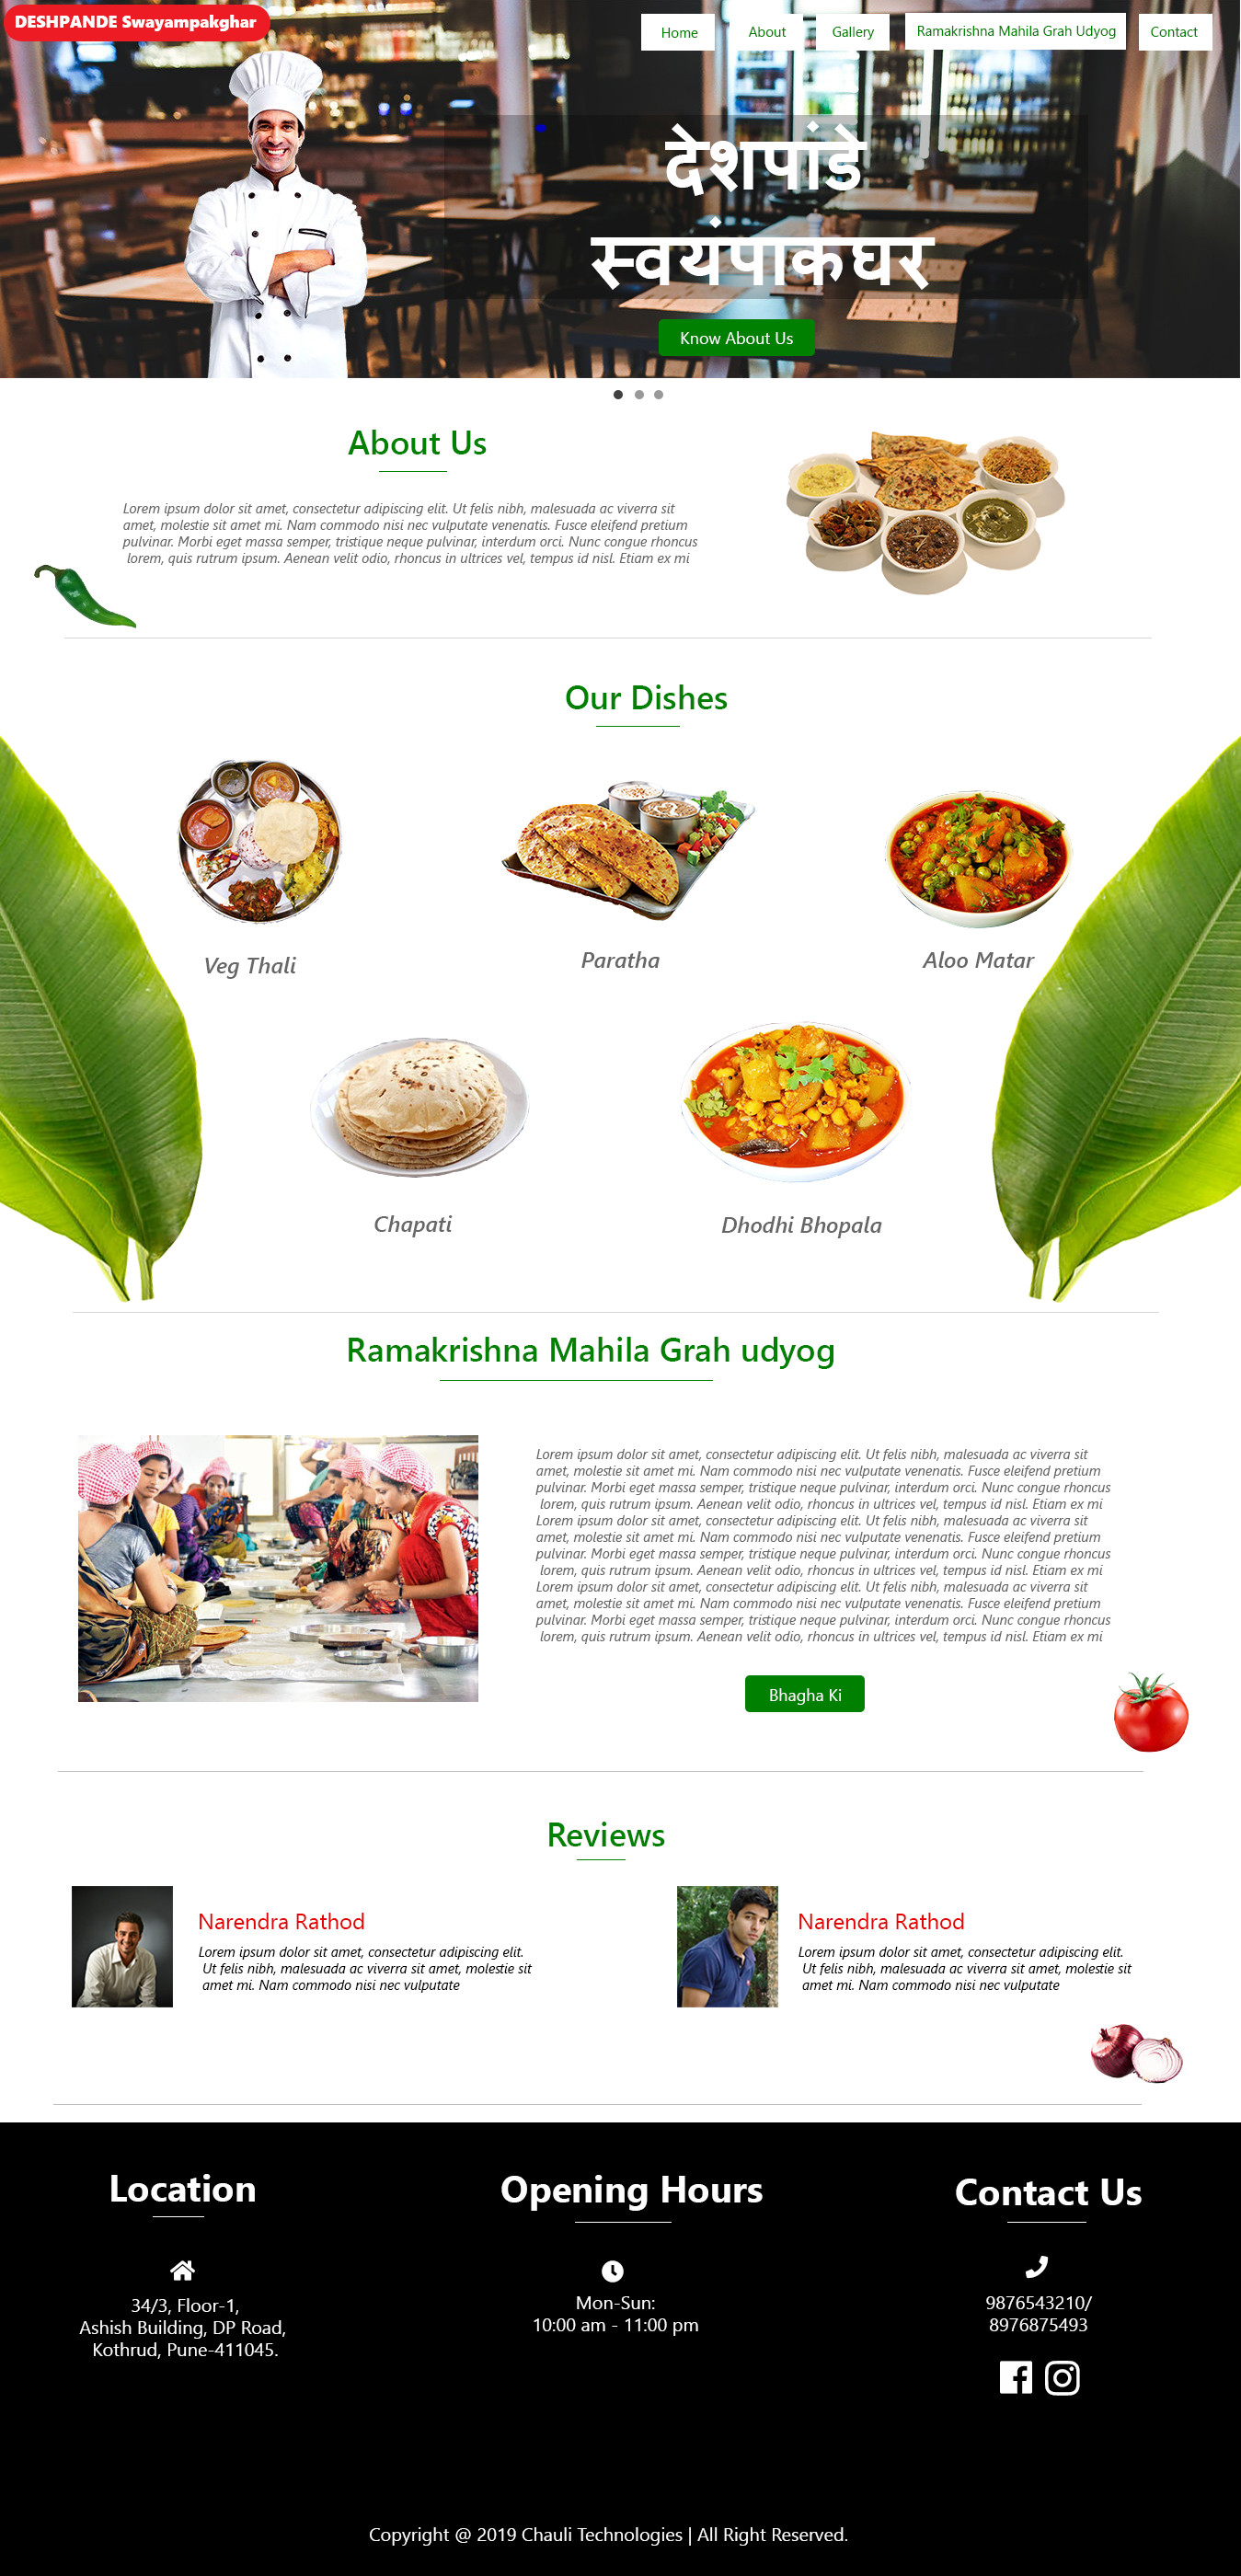 DESHPANDE Swayampakghar
Home
About
Gallery
Ramakrishna Mahila Grah Udyog
Contact
देशपांडे
स्वयंपाकघर
Know About Us
About Us
Lorem ipsum dolor sit amet, consectetur adipiscing elit. Ut felis nibh, malesuada ac viverra sit
amet, molestie sit amet mi. Nam commodo nisi nec vulputate venenatis. Fusce eleifend pretium
pulvinar. Morbi eget massa semper, tristique neque pulvinar, interdum orci. Nunc congue rhoncus
lorem, quis rutrum ipsum. Aenean velit odio, rhoncus in ultrices vel, tempus id nisl. Etiam ex mi
Our Dishes
Veg Thali
Paratha
Aloo Matar
Chapati
Dhodhi Bhopala
Ramakrishna Mahila Grah udyog
Lorem ipsum dolor sit amet, consectetur adipiscing elit. Ut felis nibh, malesuada ac viverra sit
amet, molestie sit amet mi. Nam commodo nisi nec vulputate venenatis. Fusce eleifend pretium
pulvinar. Morbi eget massa semper, tristique neque pulvinar, interdum orci. Nunc congue rhoncus
lorem, quis rutrum ipsum. Aenean velit odio, rhoncus in ultrices vel, tempus id nisl. Etiam ex mi
Lorem ipsum dolor sit amet, consectetur adipiscing elit. Ut felis nibh, malesuada ac viverra sit
amet, molestie sit amet mi. Nam commodo nisi nec vulputate venenatis. Fusce eleifend pretium
pulvinar. Morbi eget massa semper, tristique neque pulvinar, interdum orci. Nunc congue rhoncus
lorem, quis rutrum ipsum. Aenean velit odio, rhoncus in ultrices vel, tempus id nisl. Etiam ex mi
Lorem ipsum dolor sit amet, consectetur adipiscing elit. Ut felis nibh, malesuada ac viverra sit
amet, molestie sit amet mi. Nam commodo nisi nec vulputate venenatis. Fusce eleifend pretium
pulvinar. Morbi eget massa semper, tristique neque pulvinar, interdum orci. Nunc congue rhoncus
lorem, quis rutrum ipsum. Aenean velit odio, rhoncus in ultrices vel, tempus id nisl. Etiam ex mi
Bhagha Ki
Reviews
Narendra Rathod
Lorem ipsum dolor sit amet, consectetur adipiscing elit.
Ut felis nibh, malesuada ac viverra sit amet, molestie sit
amet mi. Nam commodo nisi nec vulputate
Narendra Rathod
Lorem ipsum dolor sit amet, consectetur adipiscing elit.
Ut felis nibh, malesuada ac viverra sit amet, molestie sit
amet mi. Nam commodo nisi nec vulputate
Location
34/3, Floor-1,
Ashish Building, DP Road,
Kothrud, Pune-411045.
Opening Hours
Mon-Sun:
10:00 am - 11:00 pm
Contact Us
9876543210/
8976875493
Copyright @ 2019 Chauli Technologies | All Right Reserved.